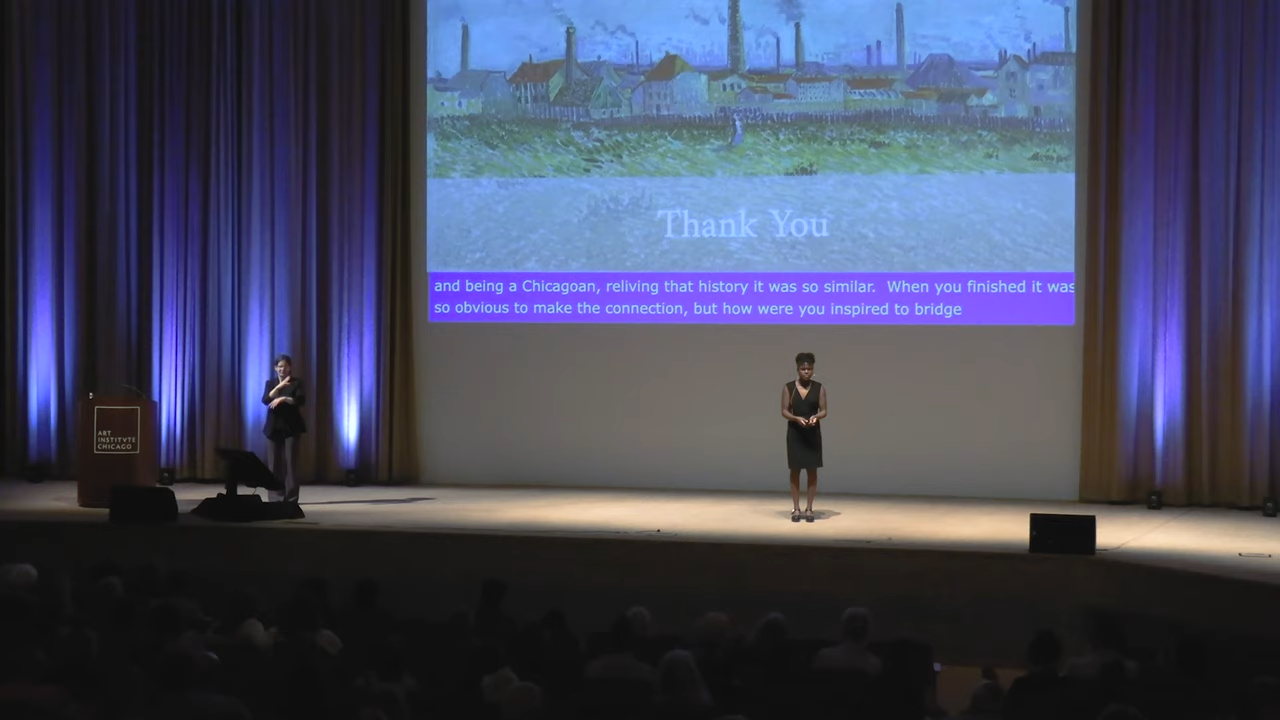 Thank You
and being a Chicagoan, reliving that history it was so similar.  When you finished it was
so obvious to make the connection, but how were you inspired to bridge
ART
INSTITVTE
CHICAGO